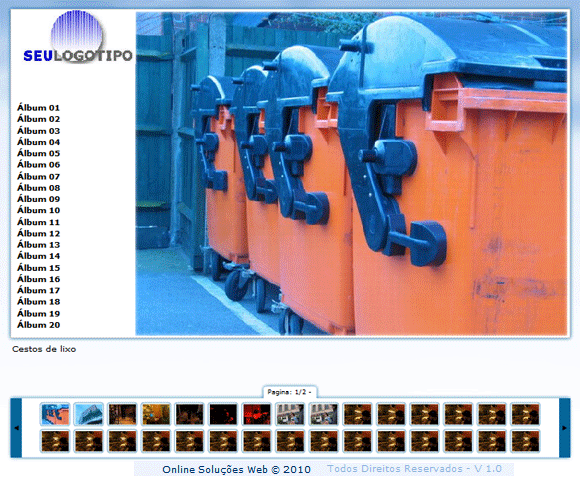 SEULOGOTIPO
Álbum 01
Álbum 02
Álbum 03
Álbum 04
Álbum 05
Álbum 06
Álbum 07
Álbum 08
Álbum 09
Álbum 10
Álbum 11
Álbum 12
Álbum 13
Álbum 14
Álbum 15
Álbum 16
Álbum 17
Álbum 18
Álbum 19
Álbum 20
Cestos de lixo
Pagina: 1/2 -
Online Soluções Web © 2010 Todos Direitos Reservados - V 1.0